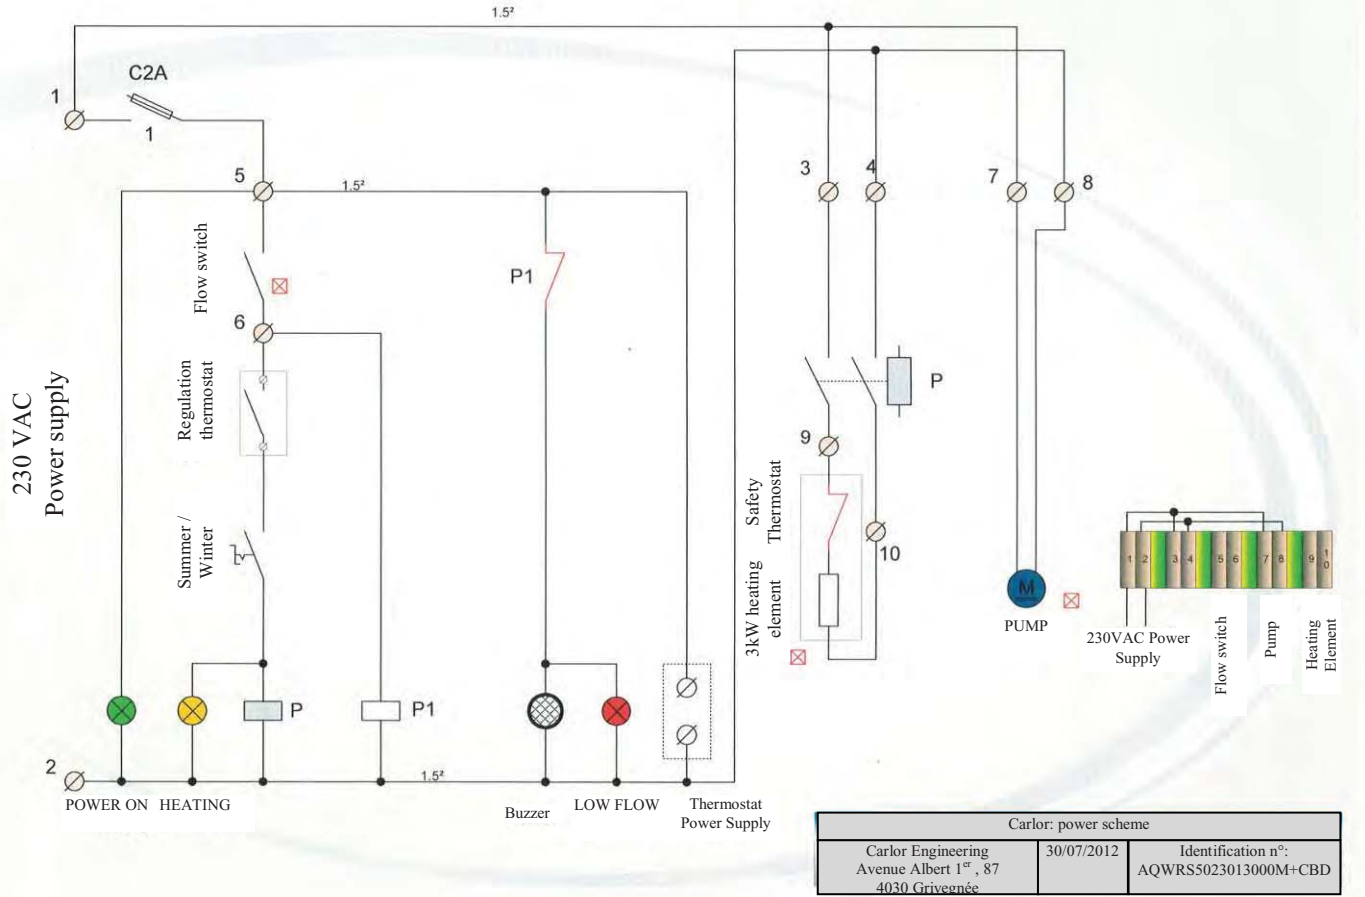 1.5²
C2A
1
1
5
1.5²
3
4
7
8
Flow switch
P1
6
230 VAC
Power supply
Regulation
thermostat
P
9
Safety
Thermostat
Summer /
Winter
10
3kW heating
element
M
PUMP
1 2 3 4 5 6 7 8 9 10
230VAC Power
Supply
Flow switch
Pump
Heating
Element
P
P1
2
1.5²
POWER ON
HEATING
Buzzer
LOW FLOW
Thermostat
Power Supply
Carlor: power scheme
Carlor Engineering
Avenue Albert 1er , 87
4030 Grivegnée
30/07/2012
Identification n°:
AQWRS5023013000M+CBD